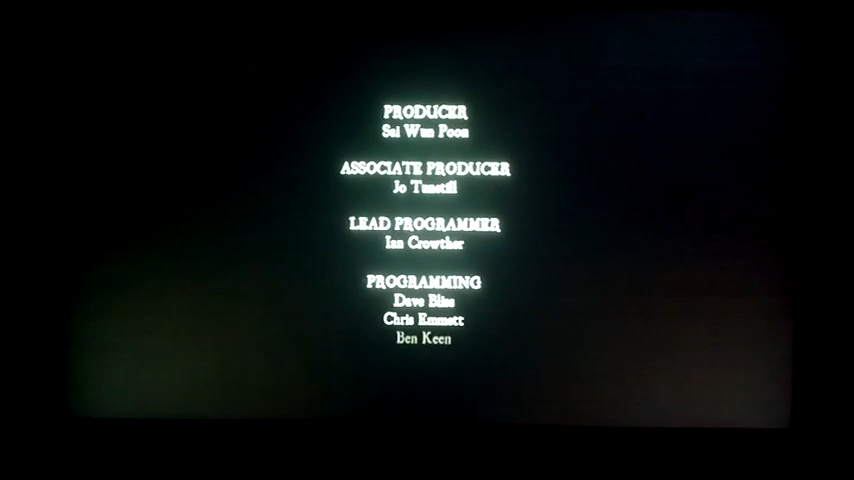 PRODUCER
Sai Wun Poon
ASSOCIATE PRODUCER
Jo Tunstill
LEAD PROGRAMMER
Ian Crowther
PROGRAMMING
Dave Bliss
Chris Emmett
Ben Keen